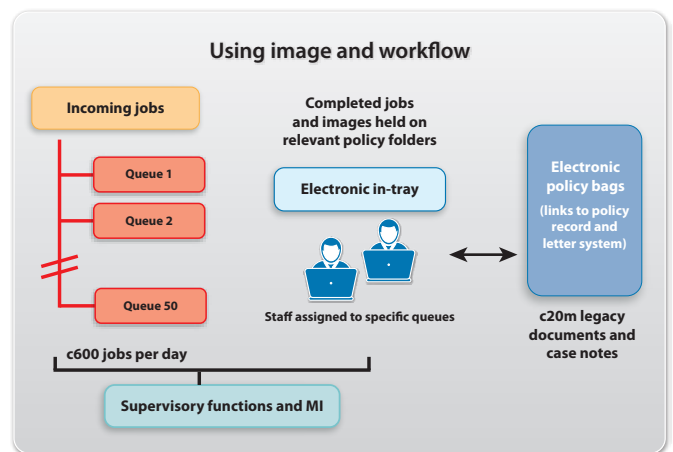 Using image and workflow
Incoming jobs
Queue 1
Queue 2
Queue 50
c600 jobs per day
Completed jobs
and images held on
relevant policy folders
Electronic in-tray
Staff assigned to specific queues
Electronic
policy bags
(links to policy
record and
letter system)
c20m legacy
documents and
case notes
Supervisory functions and MI